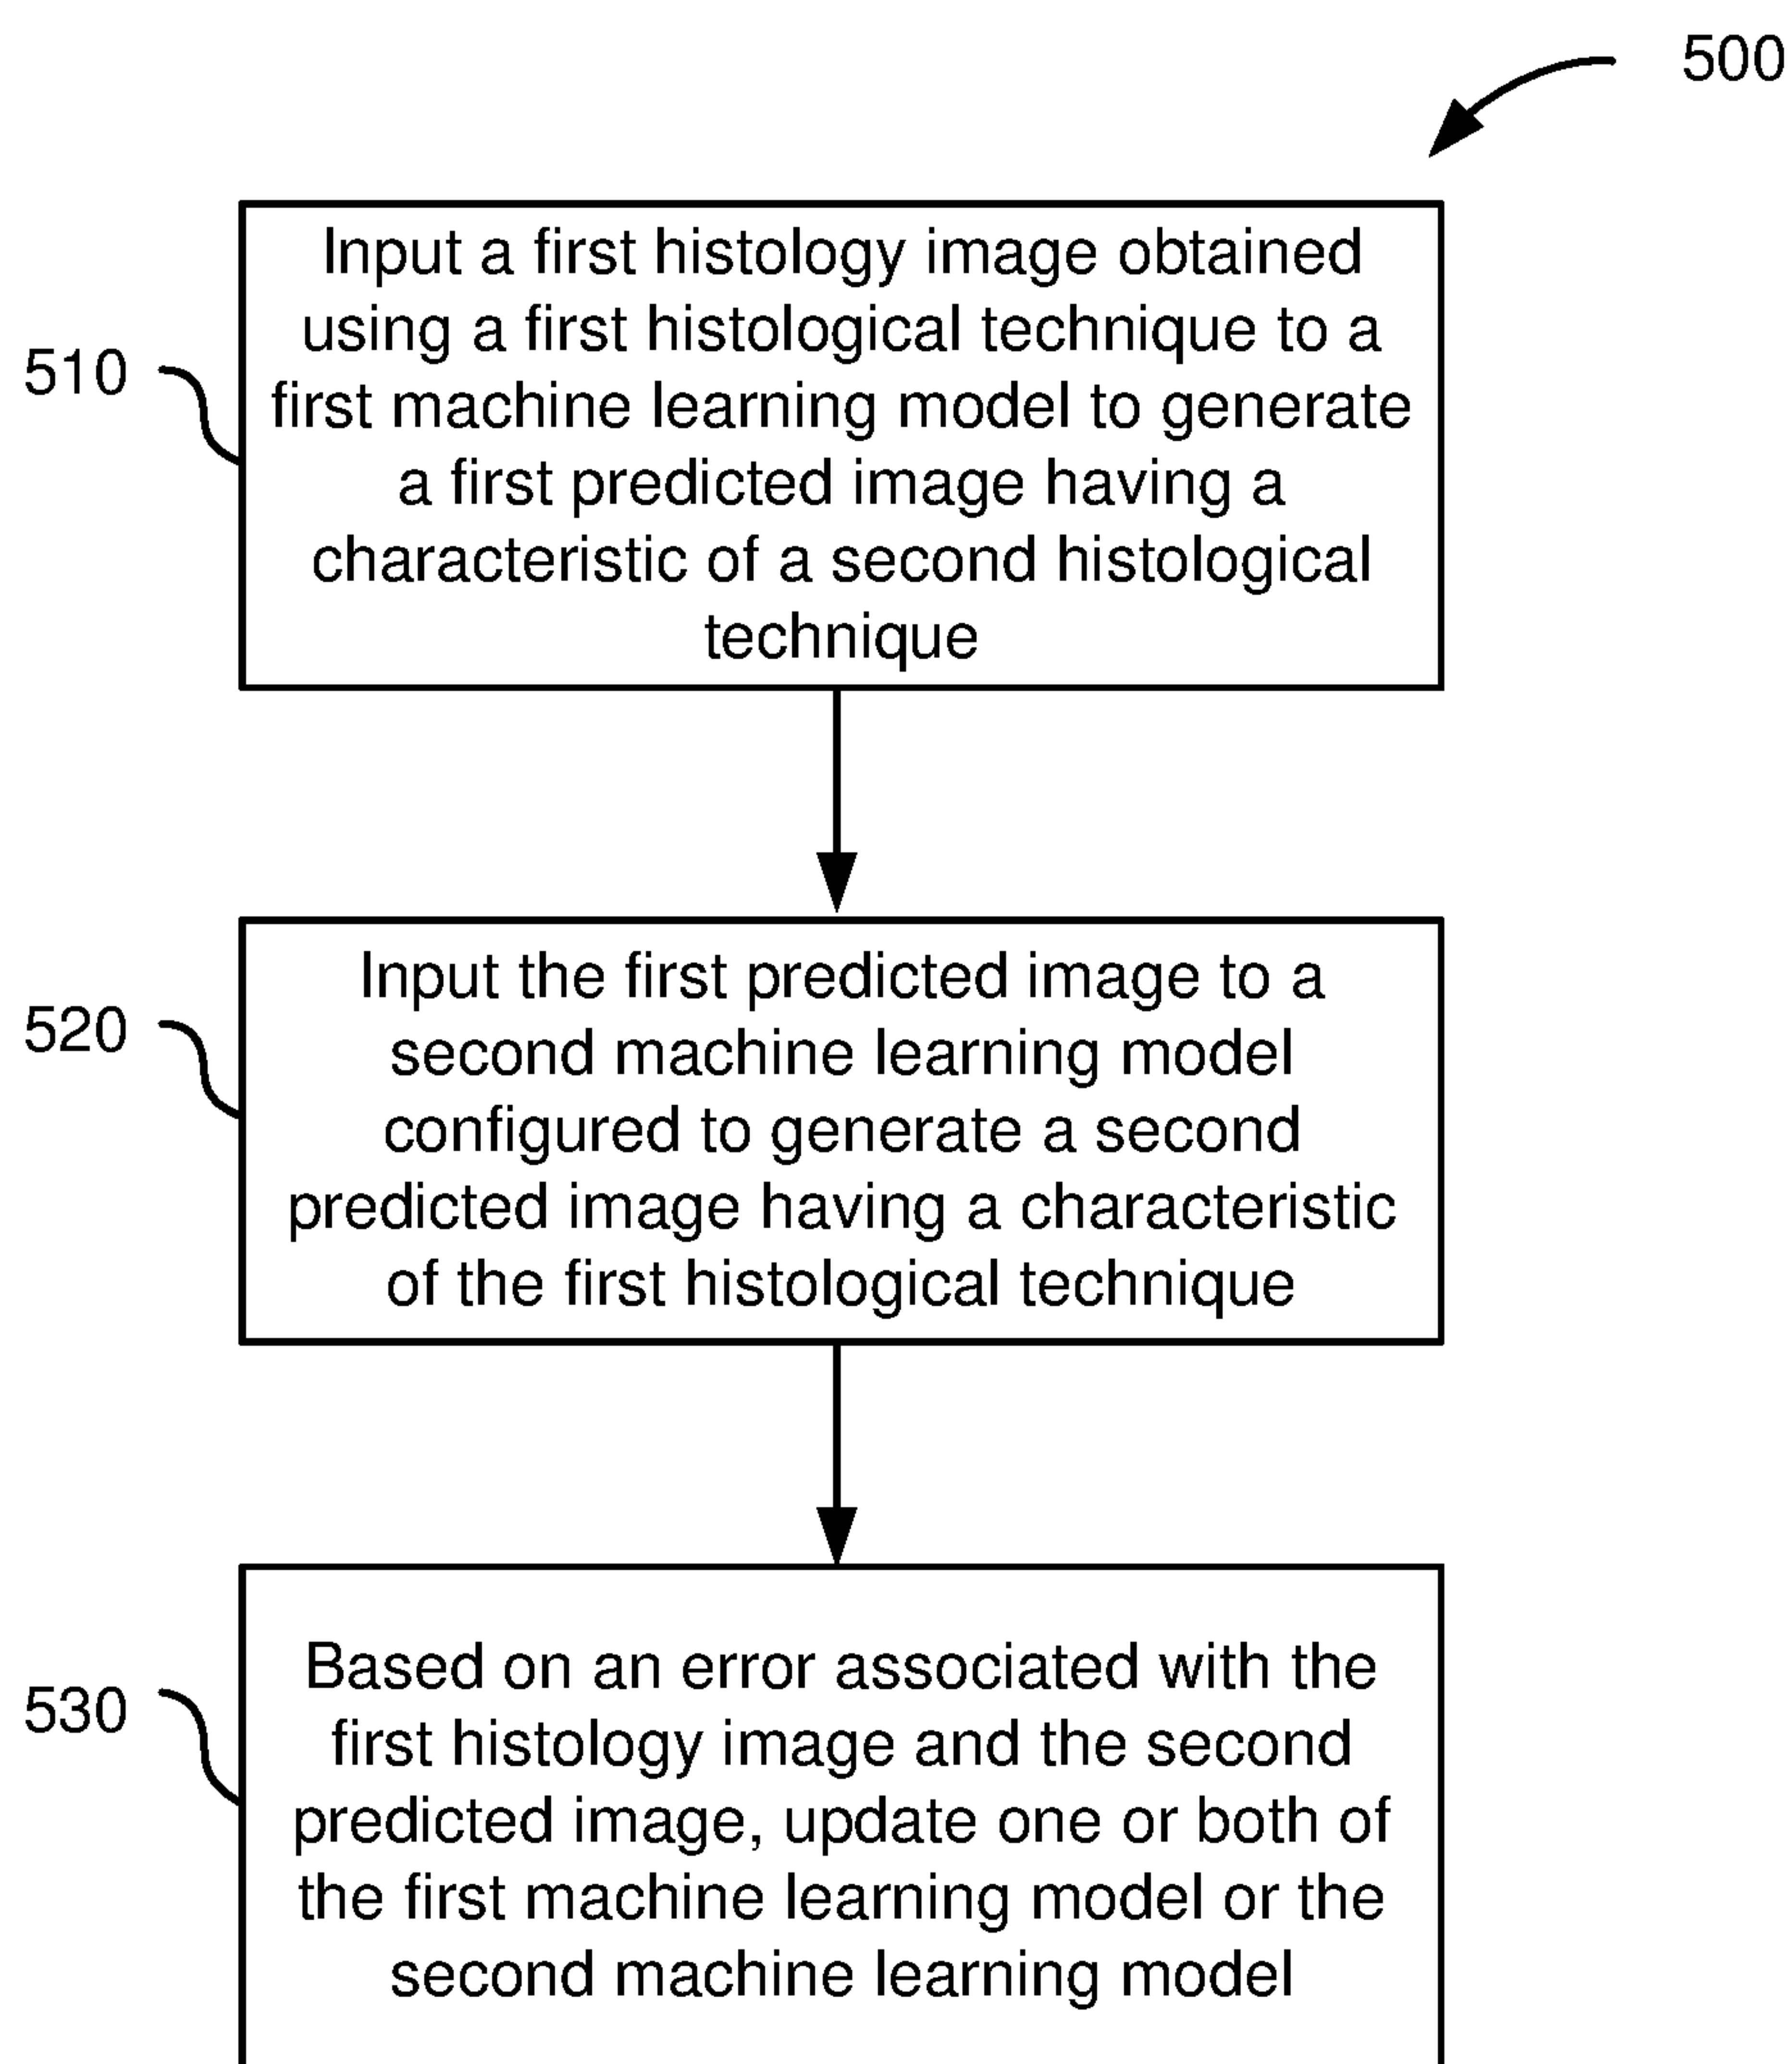 500
510
Input a first histology image obtained
using a first histological technique to a
first machine learning model to generate
a first predicted image having a
characteristic of a second histological
technique
520
Input the first predicted image to a
second machine learning model
configured to generate a second
predicted image having a characteristic
of the first histological technique
530
Based on an error associated with the
first histology image and the second
predicted image, update one or both of
the first machine learning model or the
second machine learning model